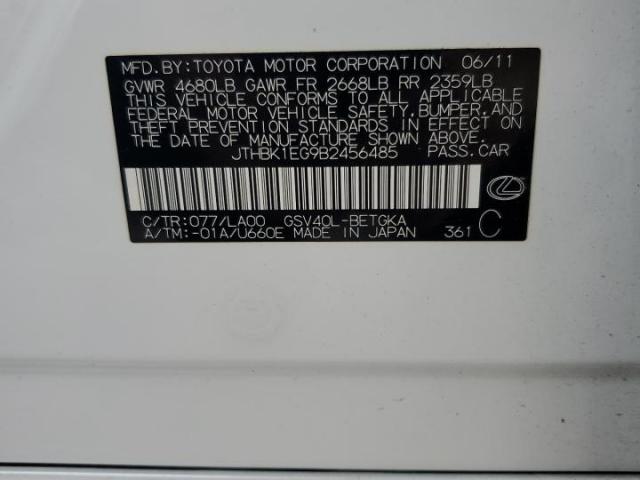 MFD. BY: TOYOTA MOTOR CORPORATION 06/11
GVWR 4680LB GAWR FR 2668LB RR 2359LB
THIS VEHICLE CONFORMS TO ALL APPLICABLE
FEDERAL MOTOR VEHICLE SAFETY, BUMPER, AND
THEFT PREVENTION STANDARDS IN EFFECT ON
THE DATE OF MANUFACTURE SHOWN ABOVE.
JTHBK1EG9B2456485 PASS. CAR
C/TR: 077/LA00 GSV40L-BETGKA
A/TM: -01A/U660E MADE IN JAPAN 361 C